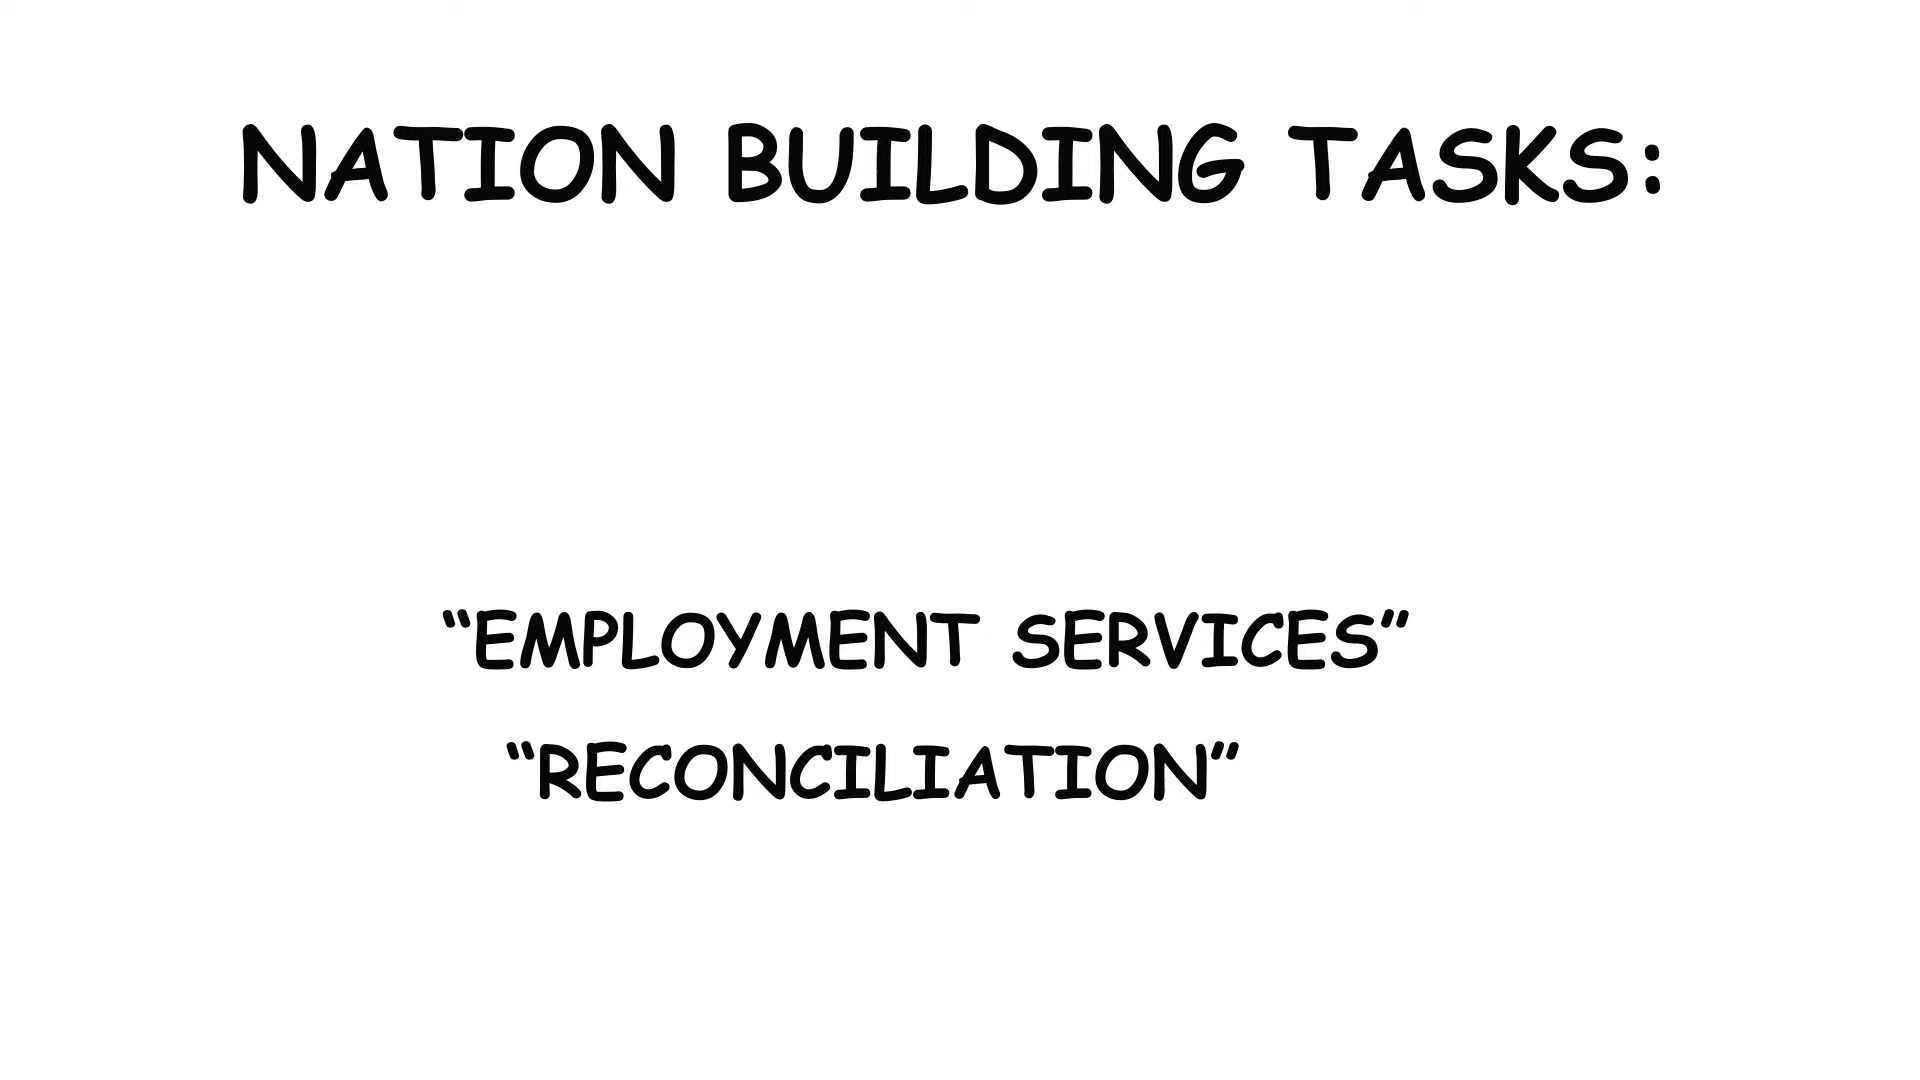 NATION BUILDING TASKS:
“EMPLOYMENT SERVICES”
“RECONCILIATION”